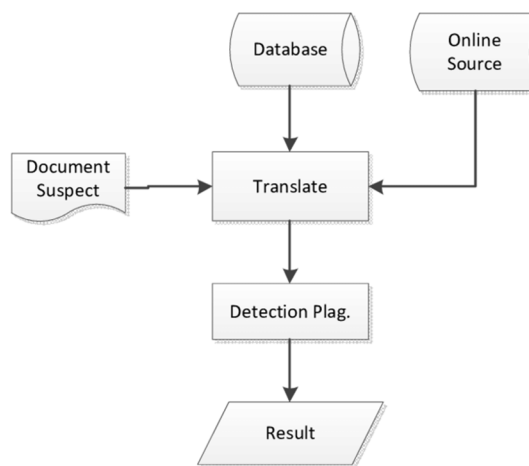 Database
Online
Source
Document
Suspect
Translate
Detection Plag.
Result